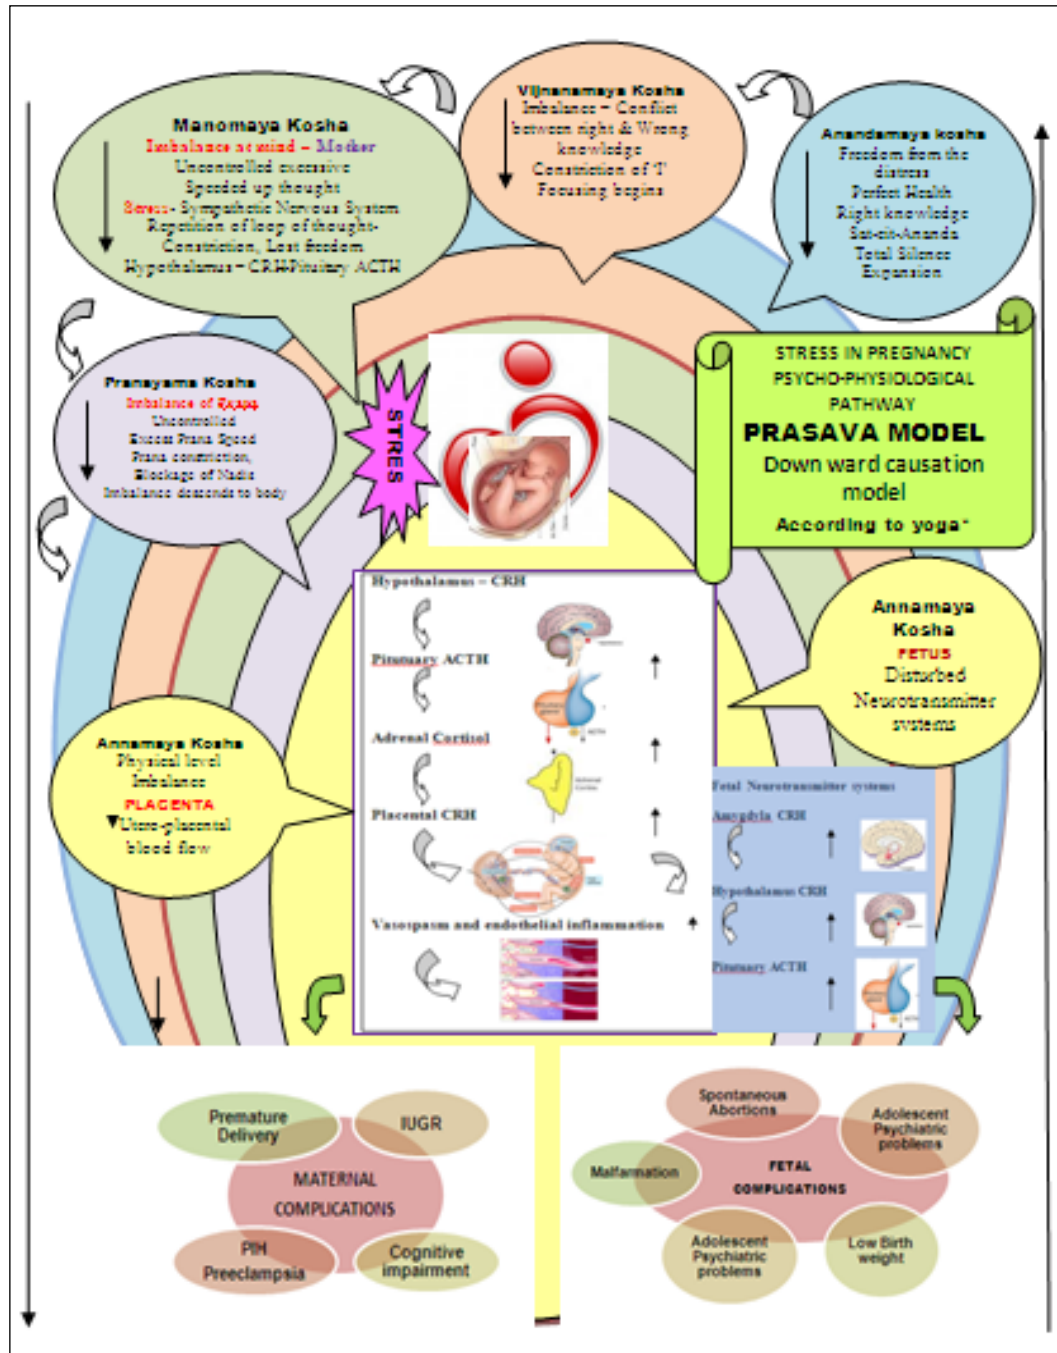 Manomaya Kosha
Imbalance at mind – Mother
Uncontrolled excessive
Speeded up thought
Stress- Sympathetic Nervous System
Repetition of loop of thought-
Constriction, Lost freedom
Hypothalamus – CRH-Pituitary ACTH
Vijnanamaya Kosha
Imbalance – Conflict
between right & Wrong
knowledge
Constriction of 'I'
Focusing begins
Anandamaya kosha
Freedom from the
distress
Perfect Health
Right knowledge
Sat-cit-Ananda
Total Silence
Expansion
Pranayama Kosha
Imbalance of
Uncontrolled
Excess Prana Speed
Prana constriction,
Blockage of Nadis
Imbalance descends to body
STRES
STRESS IN PREGNANCY
PSYCHO-PHYSIOLOGICAL
PATHWAY
PRASAVA MODEL
Down ward causation
model
According to yoga*
Annamaya
Kosha
FETUS
Disturbed
Neurotransmitter
systems
Annamaya Kosha
Physical level
Imbalance
PLACENTA
Utero-placental
blood flow
Hypothalamus – CRH
Pituuary ACTH
Adrenal Cortisol
Placental CRH
Vasospasm and endothelial inflammation
Fetal Neurotransmitter systems
Amygdyla CRH
Hypothalamus CRH
Pituuary ACTH
Premature
Delivery
IUGR
MATERNAL
COMPLICATIONS
PIH
Preeclampsia
Cognitive
impairment
Spontaneous
Abortions
Adolescent
Psychiatric
problems
Malfarmation
FETAL
COMPLICATIONS
Adolescent
Psychiatric
problems
Low Birth
weight